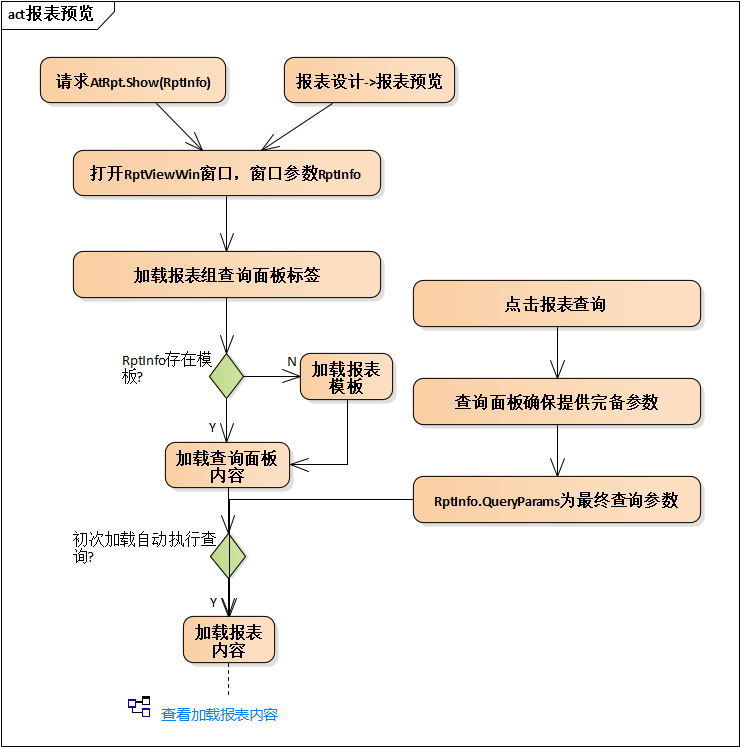 act报表预览
请求AtRpt.Show(RptInfo)
报表设计->报表预览
打开RptViewWin窗口，窗口参数RptInfo
加载报表组查询面板标签
点击报表查询
RptInfo存在模
板?
N
加载报表
模板
查询面板确保提供完备参数
Y
加载查询面板
内容
RptInfo.QueryParams为最终查询参数
初次加载自动执行查
询?
Y
加载报表
内容
查看加载报表内容